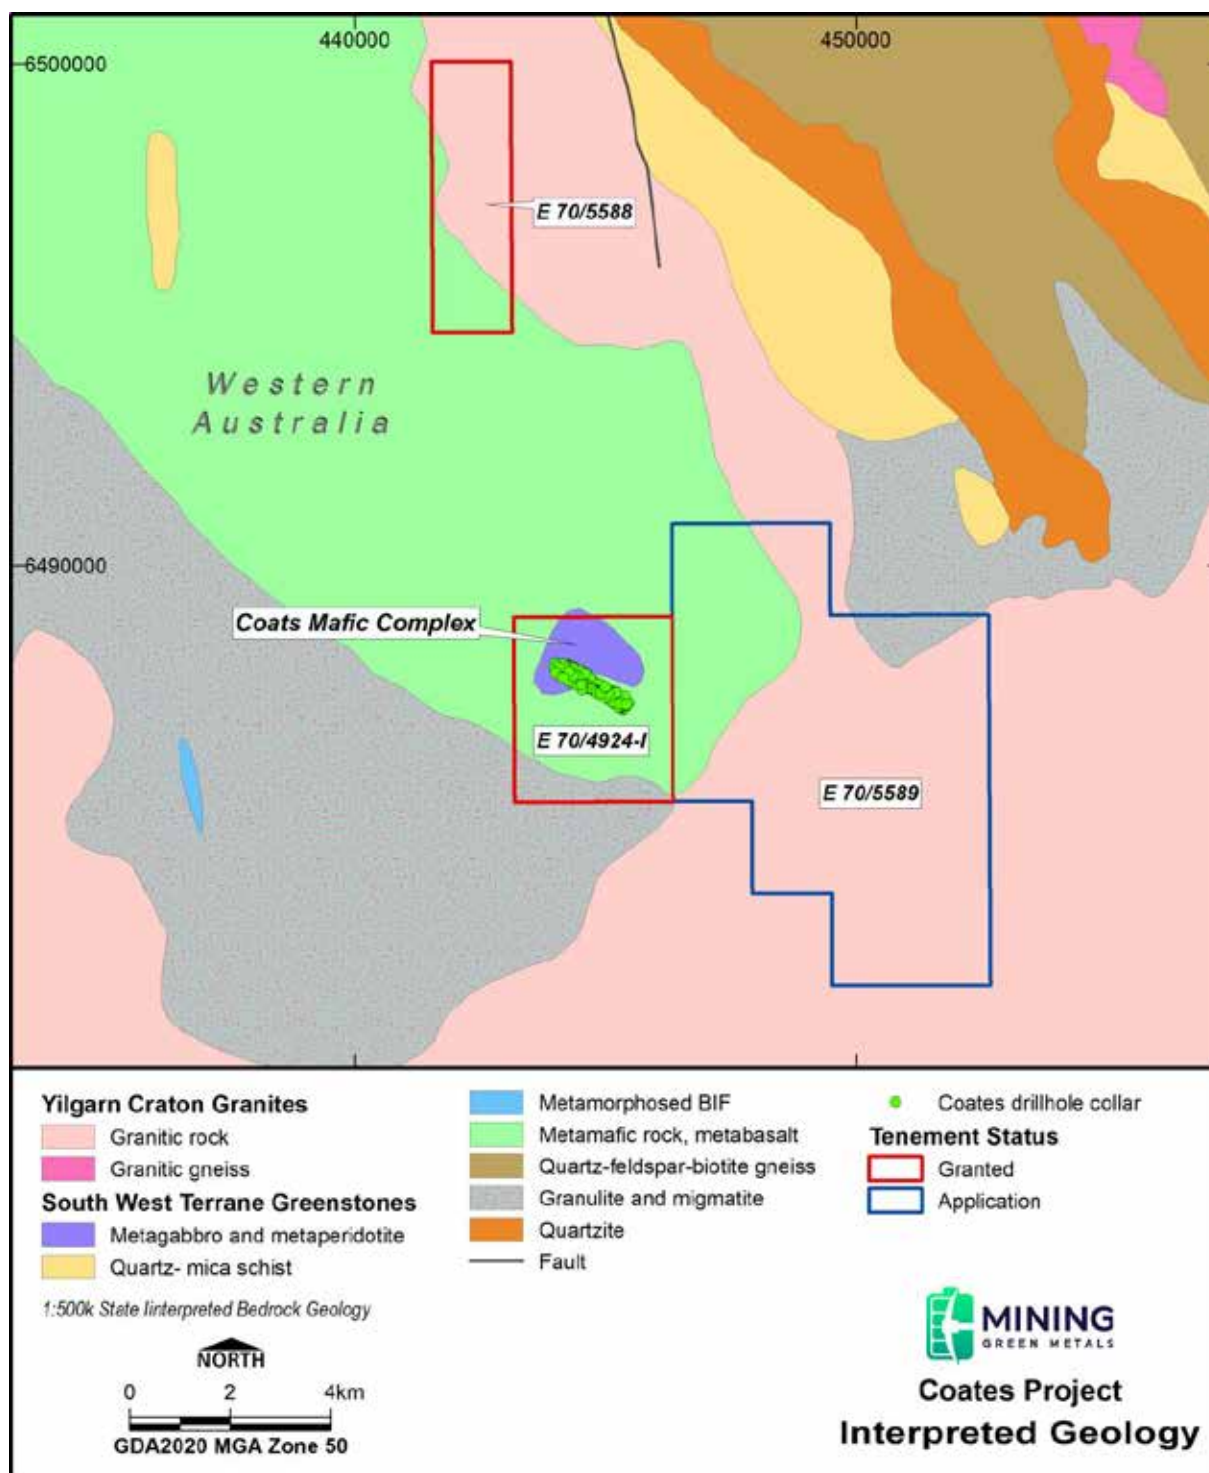 440000
450000
6500000
E 70/5588
Western
Australia
6490000
Coats Mafic Complex
E 70/4924-I
E 70/5589
Yilgarn Craton Granites
Granitic rock
Granitic gneiss
South West Terrane Greenstones
Metagabbro and metaperidotite
Quartz- mica schist
1:500k State Iinterpreted Bedrock Geology
NORTH
0 2 4km
GDA2020 MGA Zone 50
Metamorphosed BIF
Metamafic rock, metabasalt
Quartz-feldspar-biotite gneiss
Granulite and migmatite
Quartzite
Fault
Coates drillhole collar
Tenement Status
Granted
Application
MINING
GREEN METALS
Coates Project
Interpreted Geology